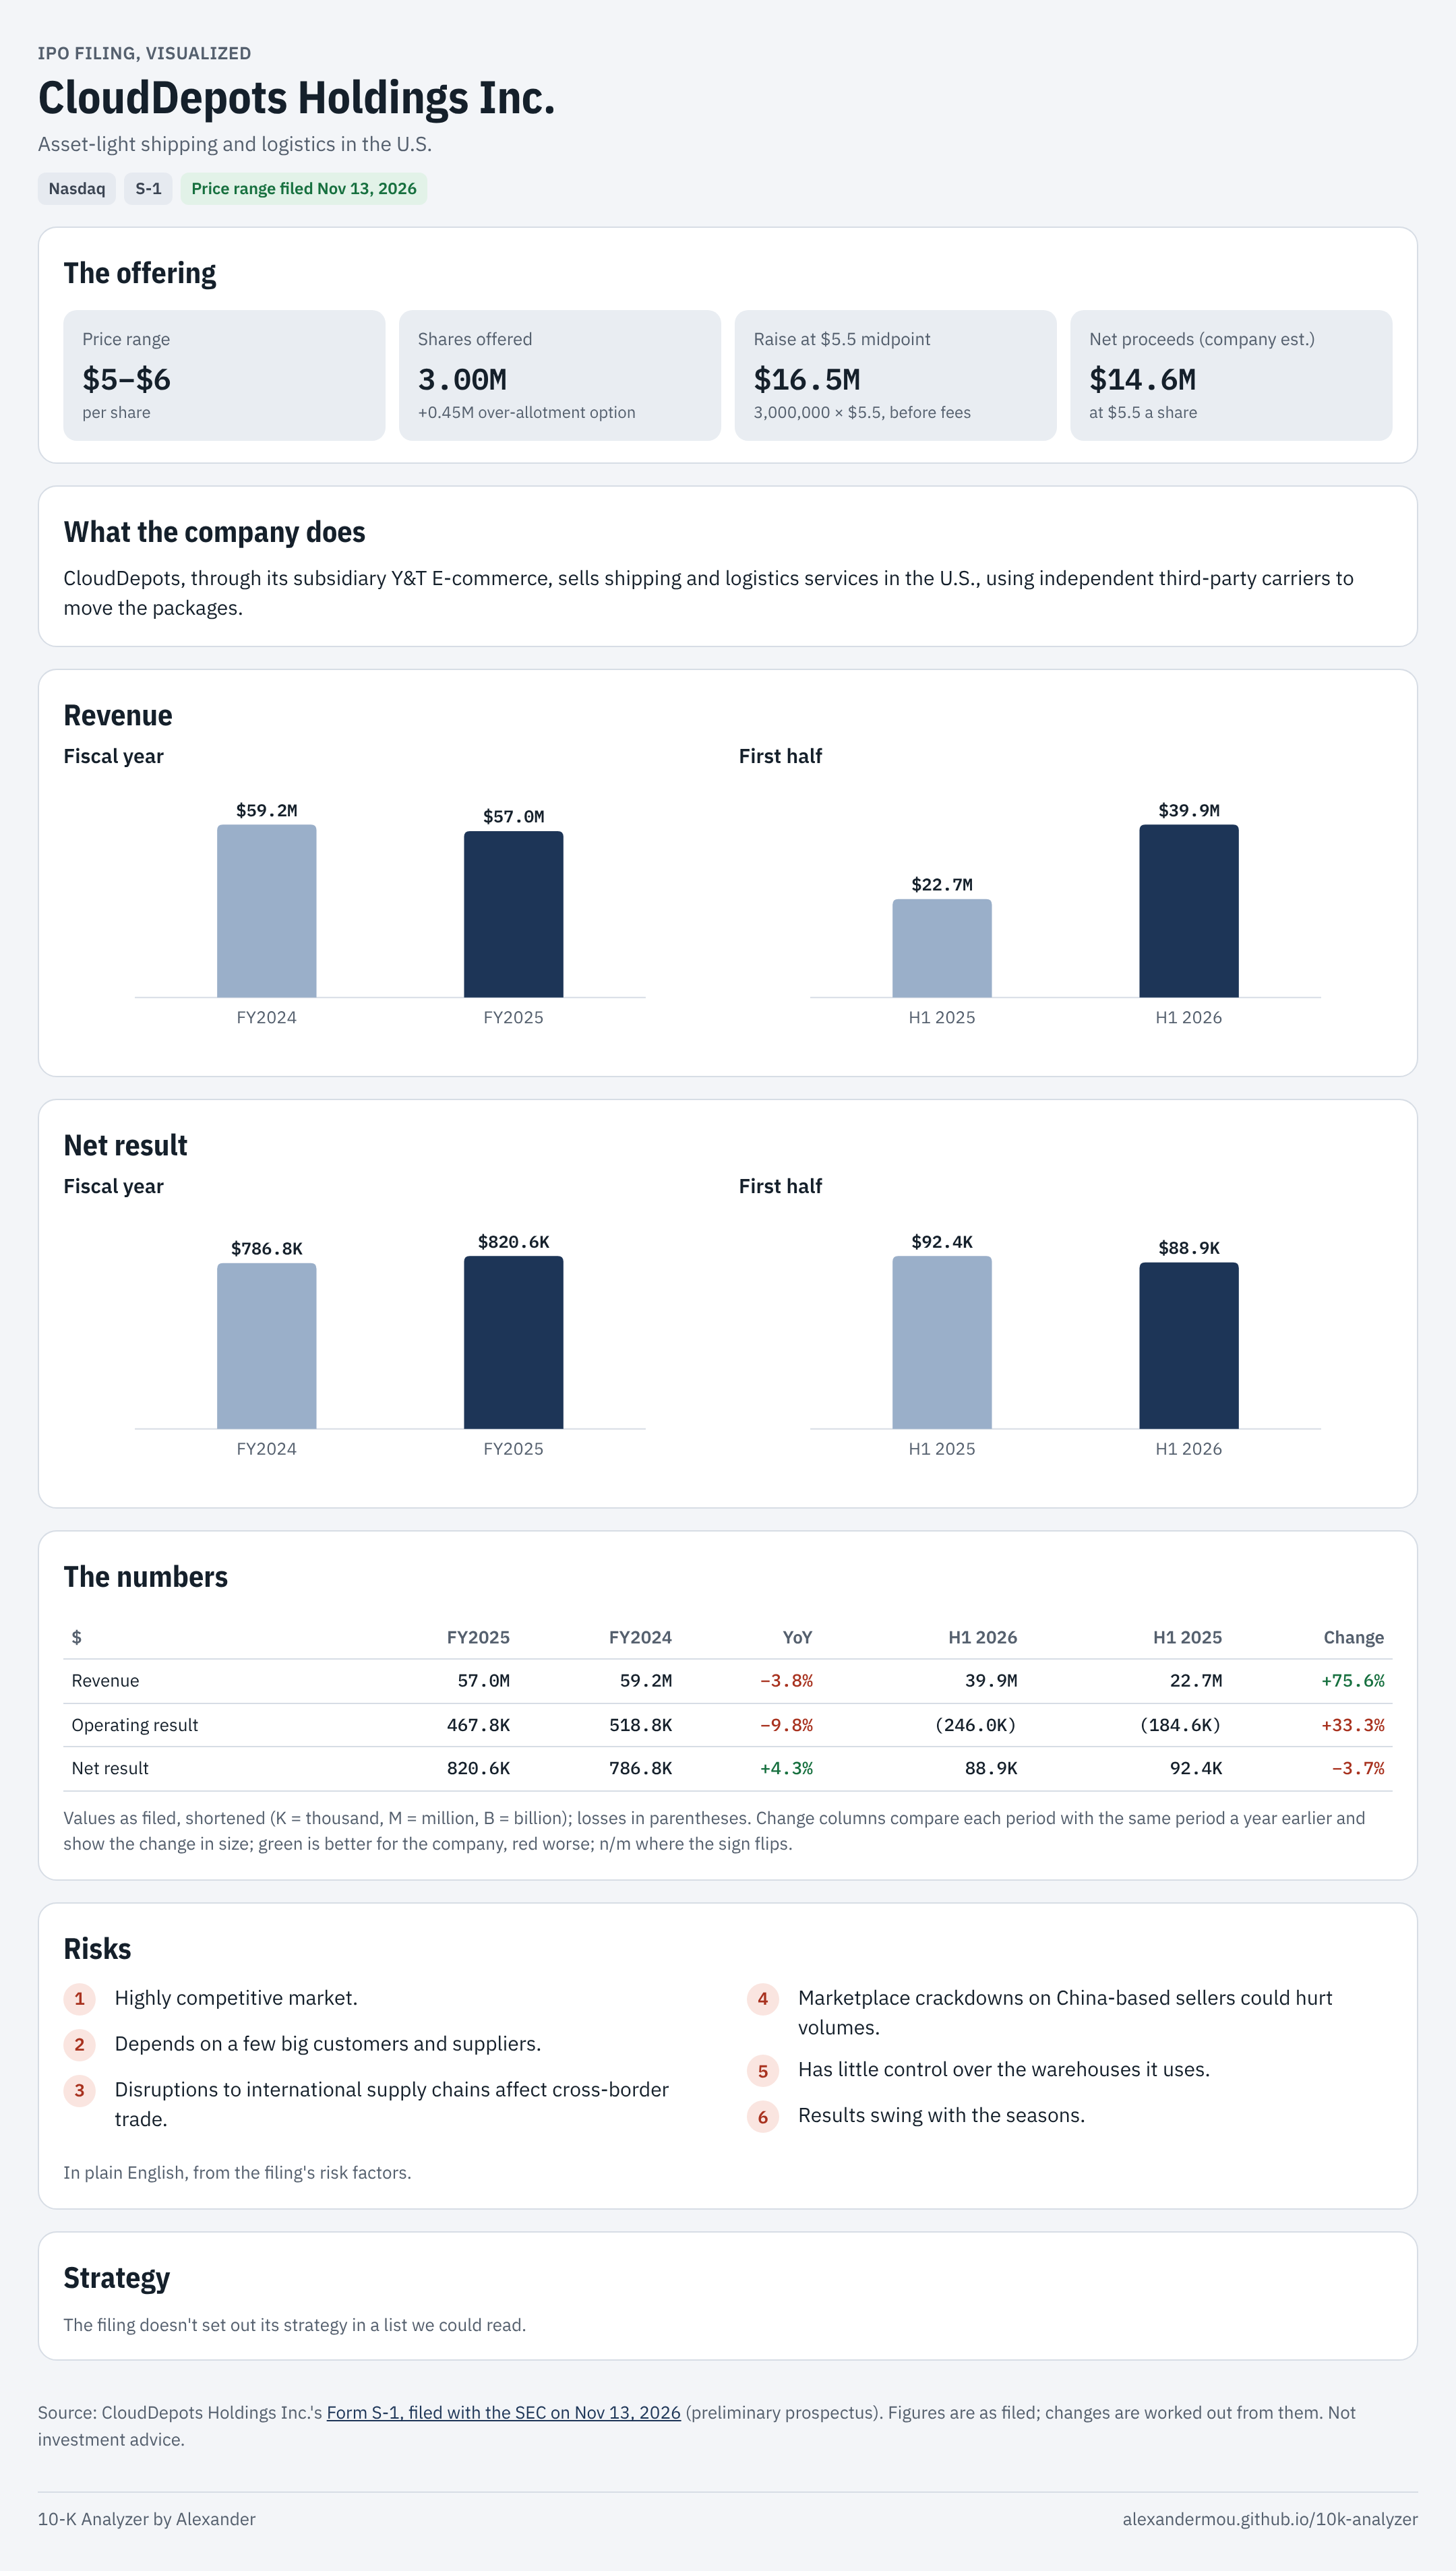 IPO FILING, VISUALIZED
CloudDepots Holdings Inc.
Asset-light shipping and logistics in the U.S.
Nasdaq S-1 Price range filed Nov 13, 2026
The offering
Price range
$5–$6
per share
Shares offered
3.00M
+0.45M over-allotment option
Raise at $5.5 midpoint
$16.5M
3,000,000 × $5.5, before fees
Net proceeds (company est.)
$14.6M
at $5.5 a share
What the company does
CloudDepots, through its subsidiary Y&T E-commerce, sells shipping and logistics services in the U.S., using independent third-party carriers to
move the packages.
Revenue
Fiscal year
$59.2M $57.0M
FY2024 FY2025
First half
$22.7M $39.9M
H1 2025 H1 2026
Net result
Fiscal year
$786.8K $820.6K
FY2024 FY2025
First half
$92.4K $88.9K
H1 2025 H1 2026
The numbers
$ FY2025 FY2024 YoY H1 2026 H1 2025 Change
Revenue 57.0M 59.2M −3.8% 39.9M 22.7M +75.6%
Operating result 467.8K 518.8K −9.8% (246.0K) (184.6K) +33.3%
Net result 820.6K 786.8K +4.3% 88.9K 92.4K −3.7%
Values as filed, shortened (K = thousand, M = million, B = billion); losses in parentheses. Change columns compare each period with the same period a year earlier and
show the change in size; green is better for the company, red worse; n/m where the sign flips.
Risks
1 Highly competitive market.
2 Depends on a few big customers and suppliers.
3 Disruptions to international supply chains affect cross-border
trade.
4 Marketplace crackdowns on China-based sellers could hurt
volumes.
5 Has little control over the warehouses it uses.
6 Results swing with the seasons.
In plain English, from the filing's risk factors.
Strategy
The filing doesn't set out its strategy in a list we could read.
Source: CloudDepots Holdings Inc.'s Form S-1, filed with the SEC on Nov 13, 2026 (preliminary prospectus). Figures are as filed; changes are worked out from them. Not
investment advice.
10-K Analyzer by Alexander
alexandermou.github.io/10k-analyzer